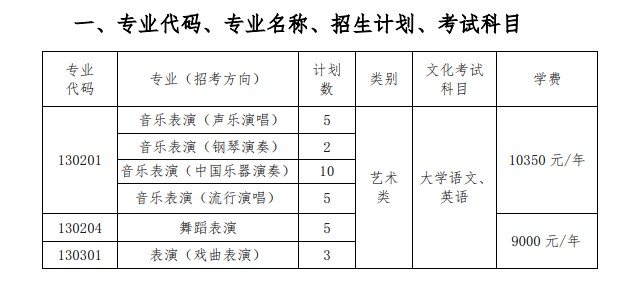 一、专业代码、专业名称、招生计划、考试科目
专业代码 专业（招考方向） 计划数 类别 文化考试科目 学费
130201 音乐表演（声乐演唱） 5 艺术类 大学语文、英语 10350 元/年
音乐表演（钢琴演奏） 2
音乐表演（中国乐器演奏） 10
音乐表演（流行演唱） 5
130204 舞蹈表演 5 9000 元/年
130301 表演（戏曲表演） 3